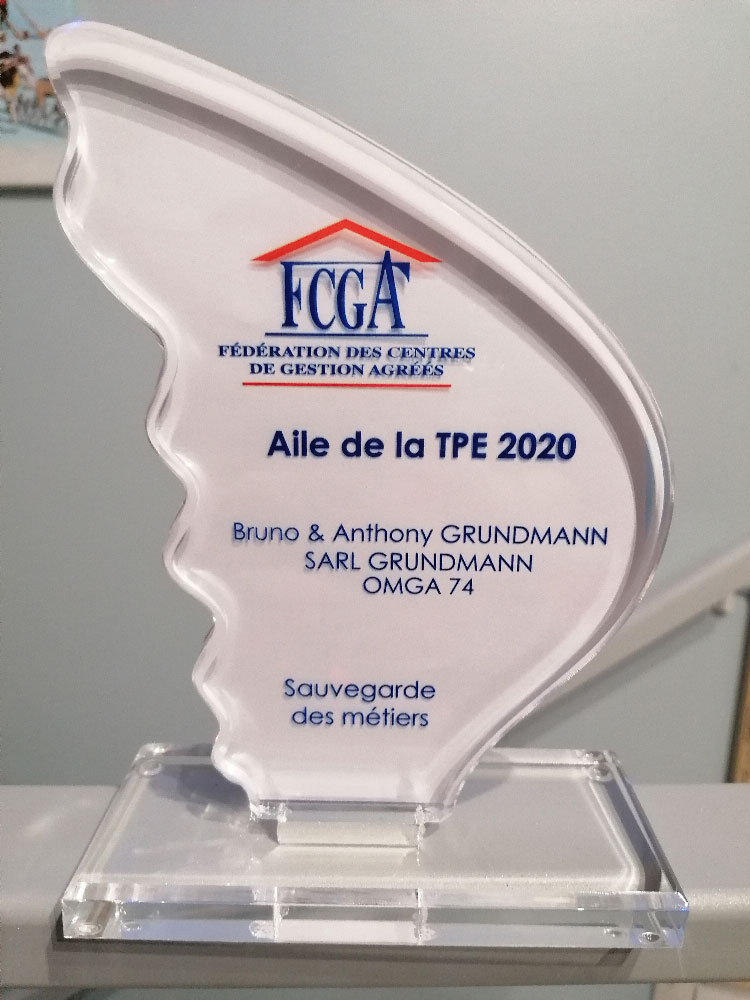 FCGA
FÉDÉRATION DES CENTRES
DE GESTION AGRÉÉS
Aile de la TPE 2020
Bruno & Anthony GRUNDMANN
SARL GRUNDMANN
OMGA 74
Sauvegarde
des métiers